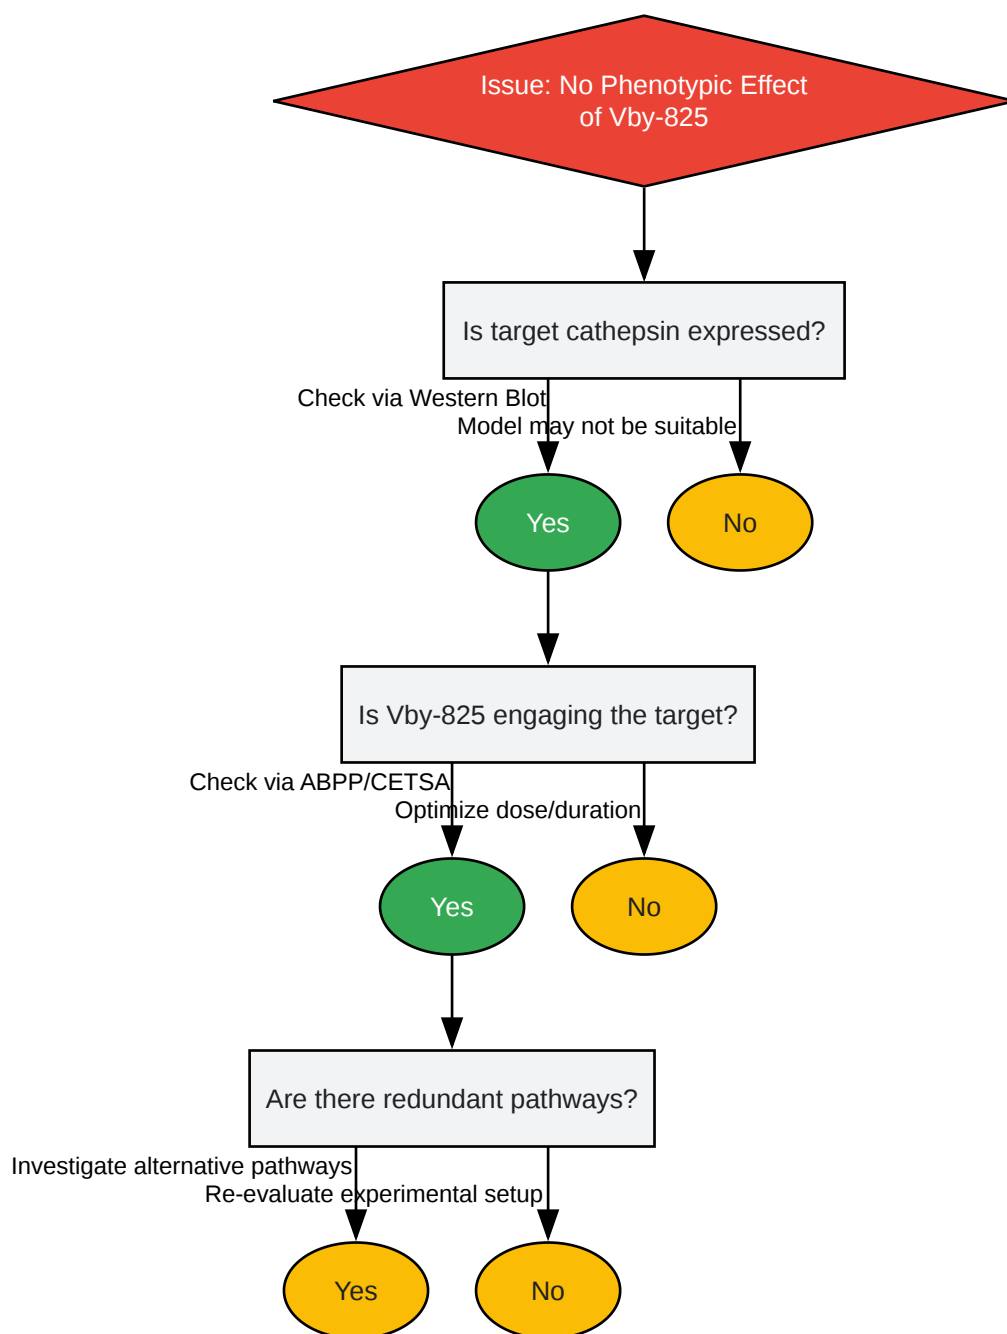 Issue: No Phenotypic Effect
of Vby-825
Is target cathepsin expressed?
Check via Western Blot
Model may not be suitable
Yes
No
Is Vby-825 engaging the target?
Check via ABPP/CETSA
Optimize dose/duration
Yes
No
Are there redundant pathways?
Investigate alternative pathways
Re-evaluate experimental setup
Yes
No